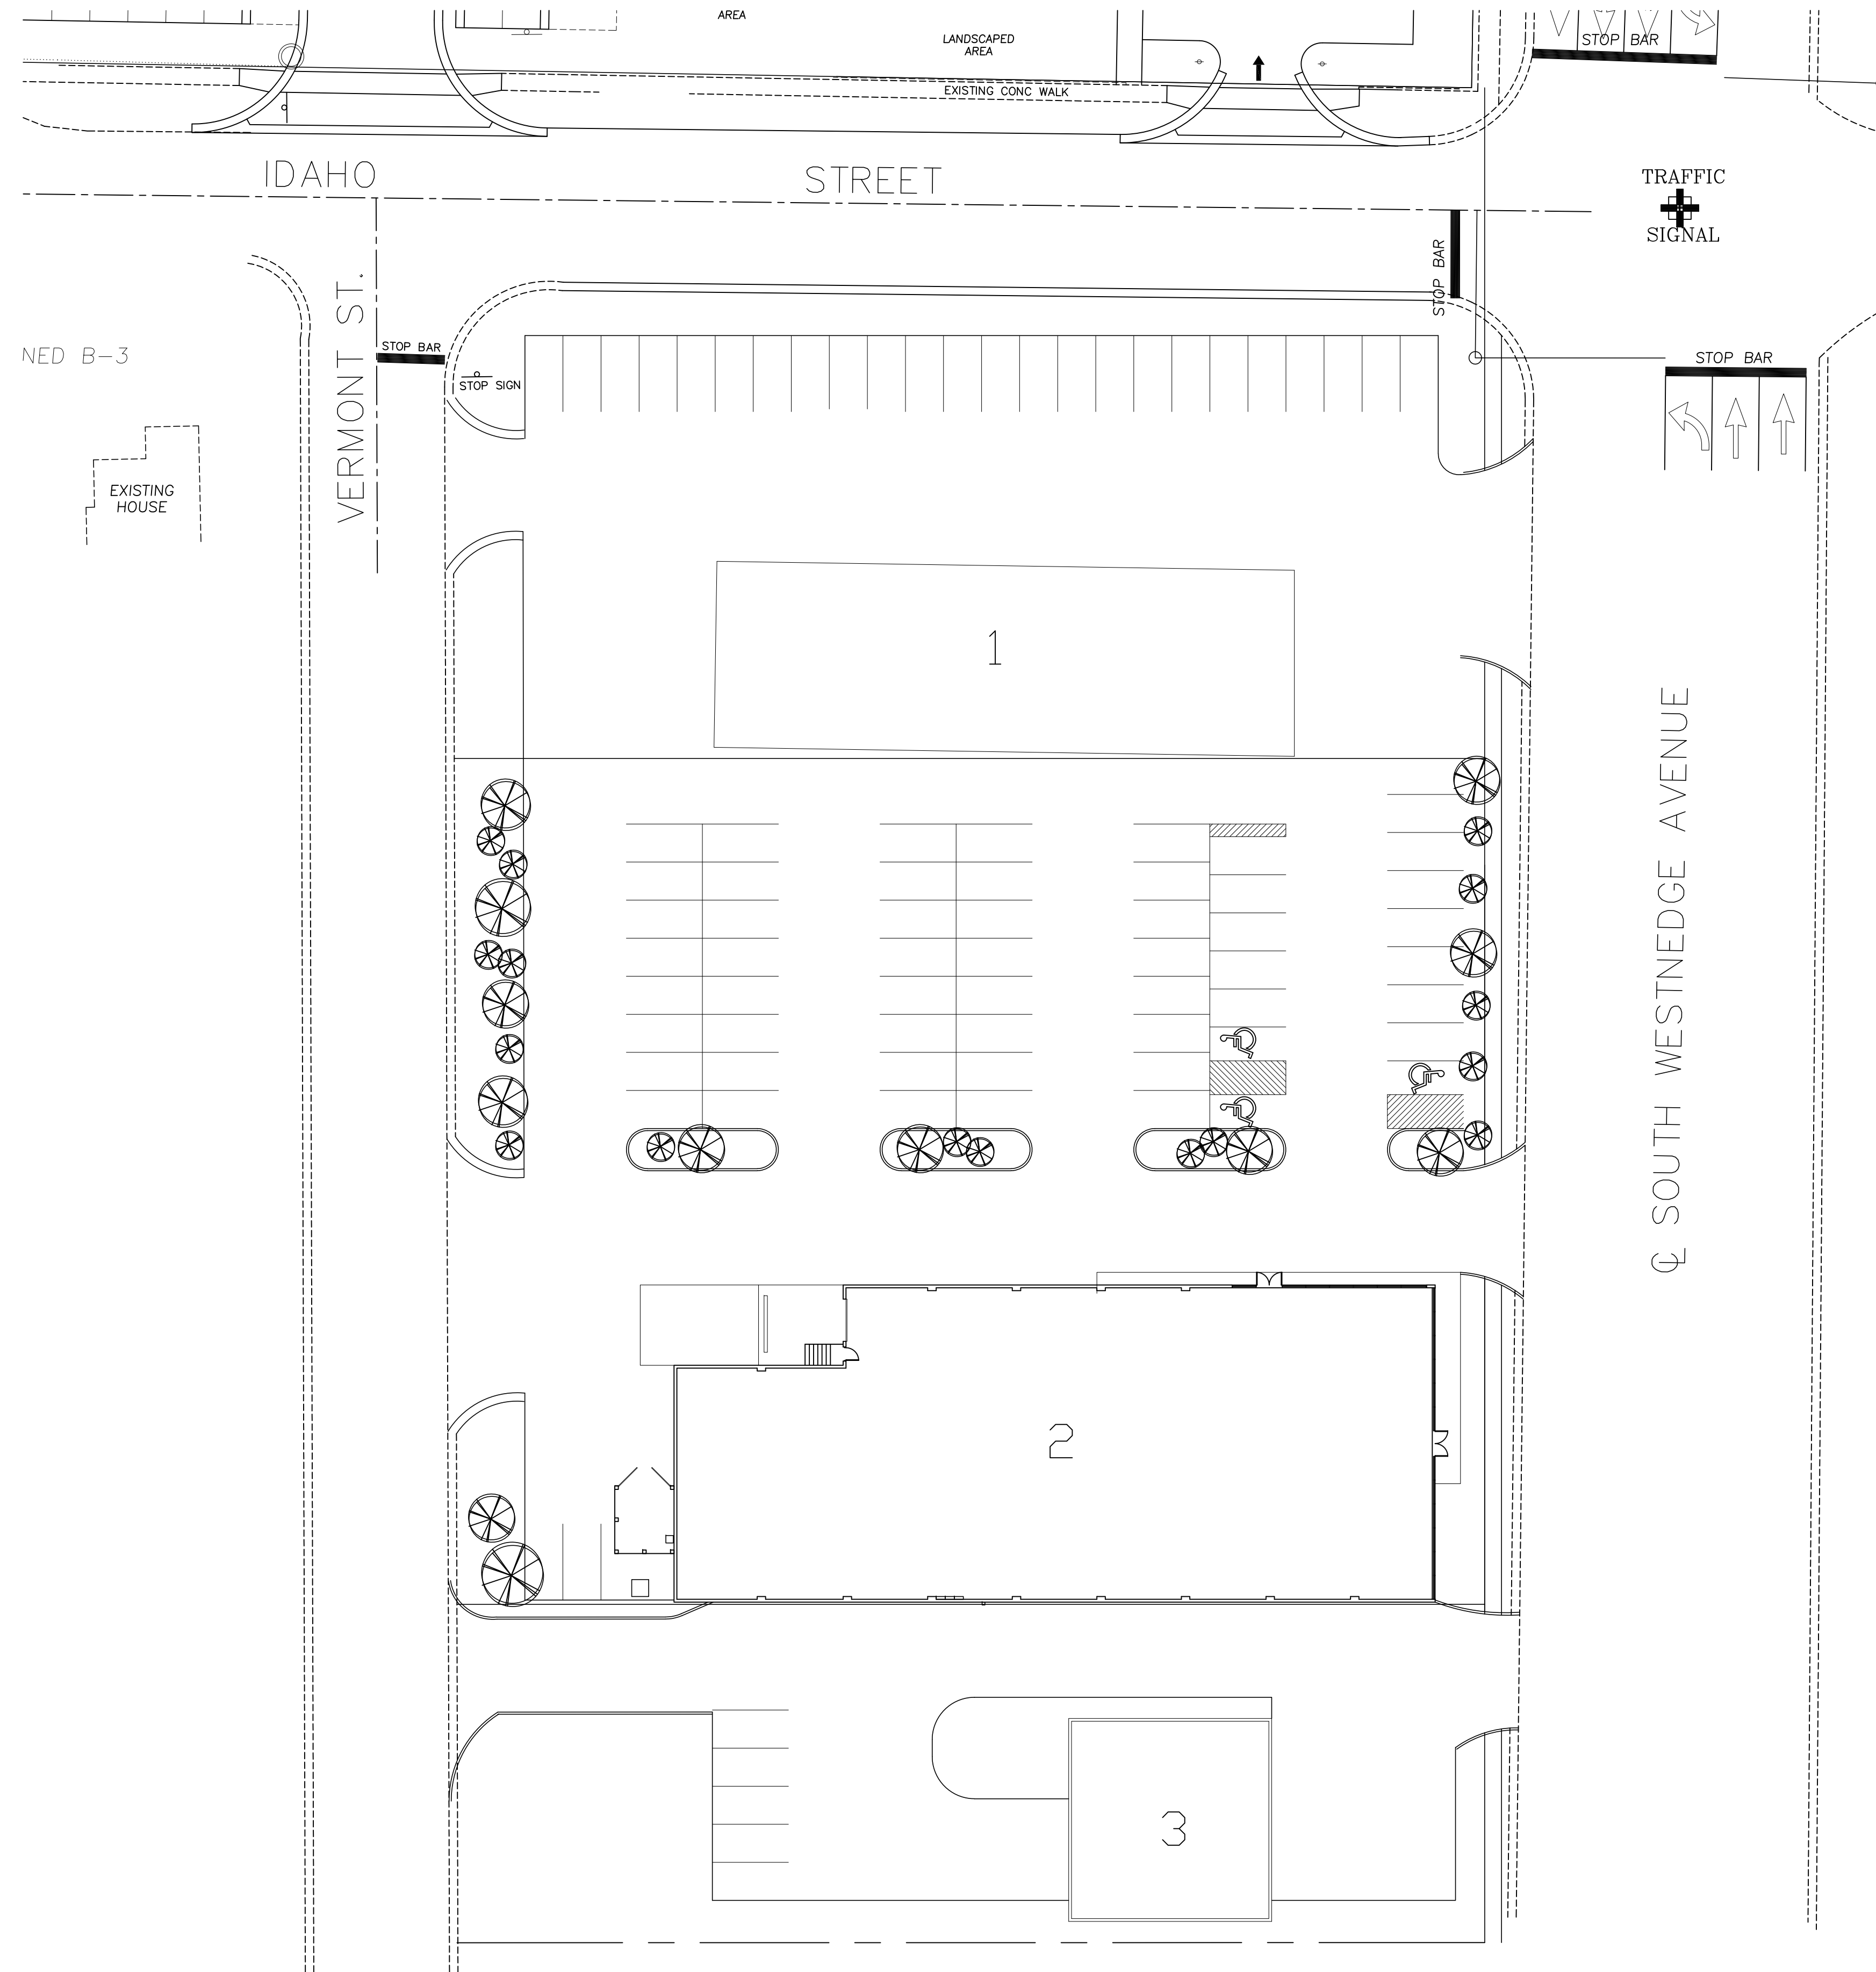 AREA
LANDSCAPED
AREA
STOP BAR
EXISTING CONC WALK
IDAHO STREET
TRAFFIC
SIGNAL
STOP BAR
VERMONT ST.
STOP BAR
STOP SIGN
NED B-3
STOP BAR
EXISTING
HOUSE
1
℄ SOUTH WESTNEDGE AVENUE
2
3